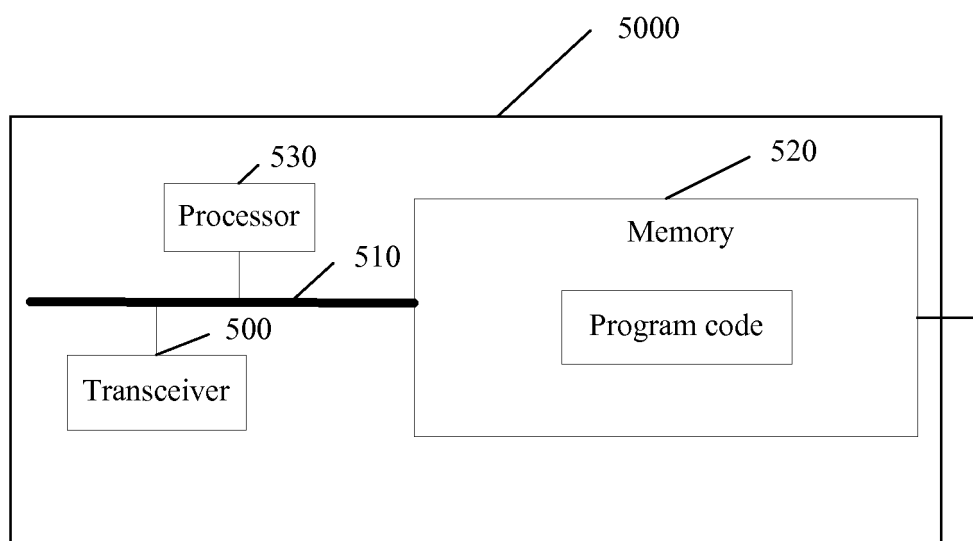 5000
530
520
Processor
Memory
510
Program code
500
Transceiver